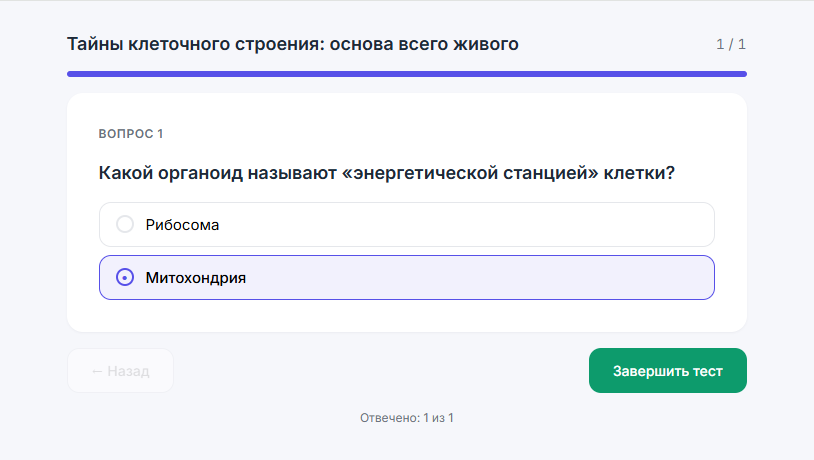 Тайны клеточного строения: основа всего живого
1 / 1
ВОПРОС 1
Какой органоид называют «энергетической станцией» клетки?
Рибосома
Митохондрия
← Назад
Завершить тест
Отвечено: 1 из 1